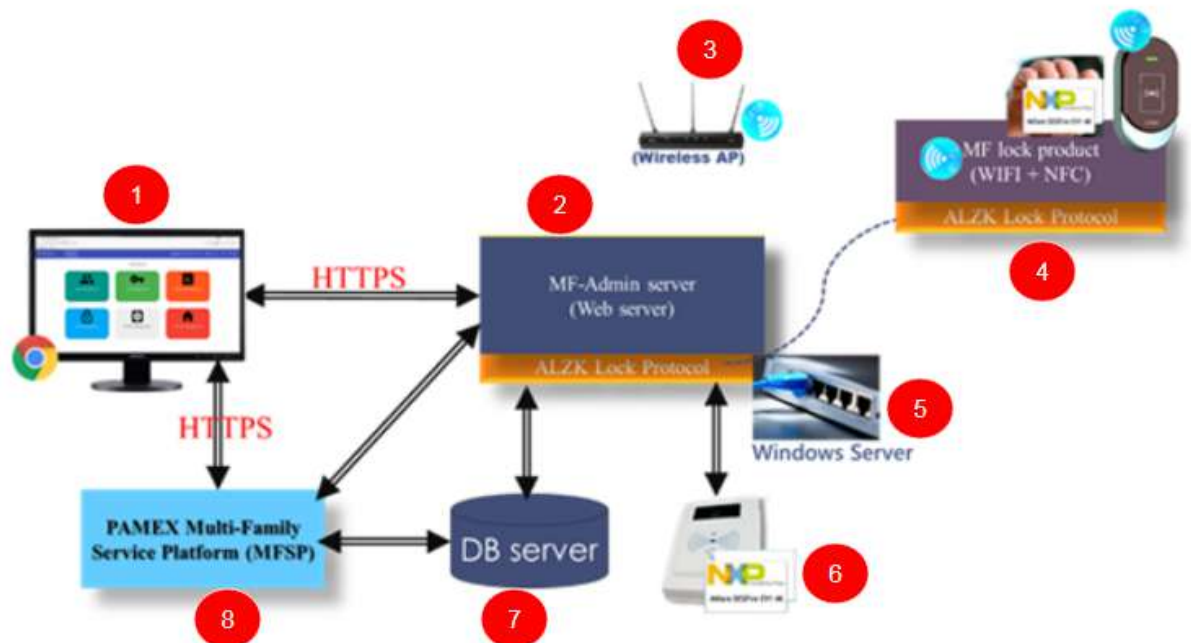 3
(Wireless AP)
NXP
MF lock product
(WIFI + NFC)
ALZK Lock Protocol
4
1
2
HTTPS
MF-Admin server
(Web server)
ALZK Lock Protocol
5
Windows Server
HTTPS
PAMEX Multi-Family
Service Platform (MFSP)
DB server
NXP
6
8
7